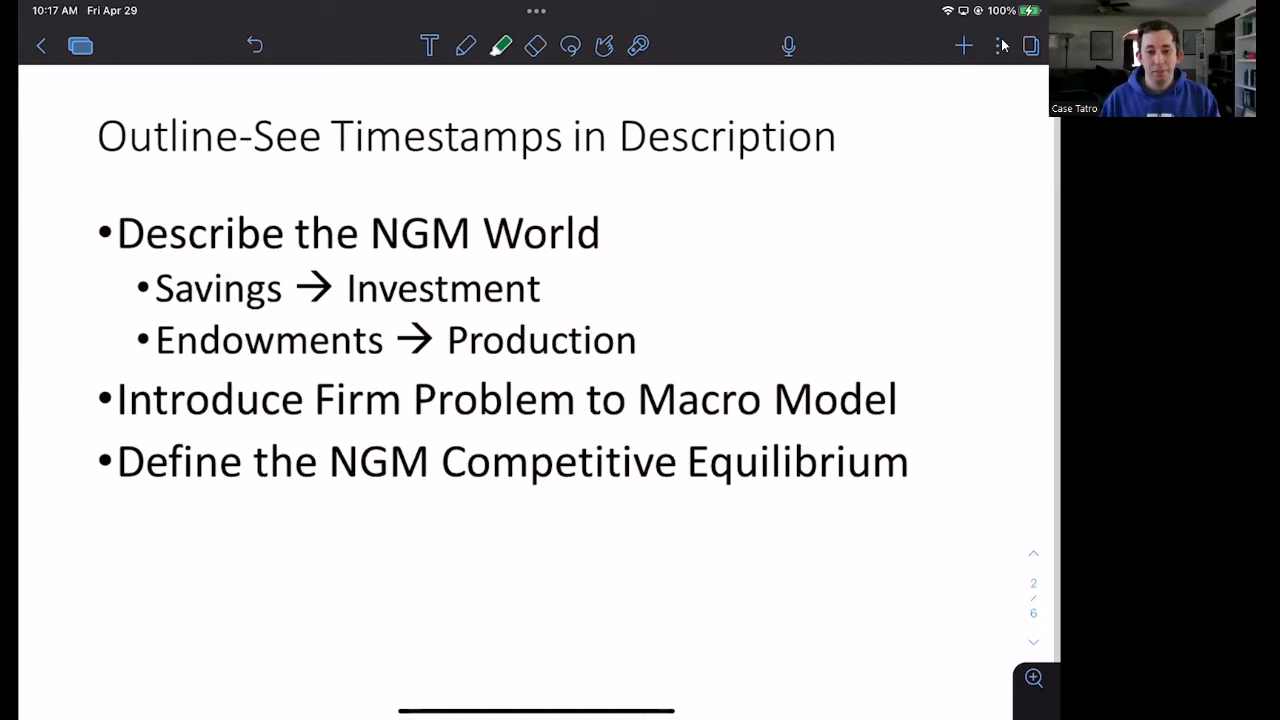 10:17 AM Fri Apr 29
100%
Case Tatro
Outline-See Timestamps in Description
•Describe the NGM World
•Savings → Investment
•Endowments → Production
•Introduce Firm Problem to Macro Model
•Define the NGM Competitive Equilibrium
2
/
6